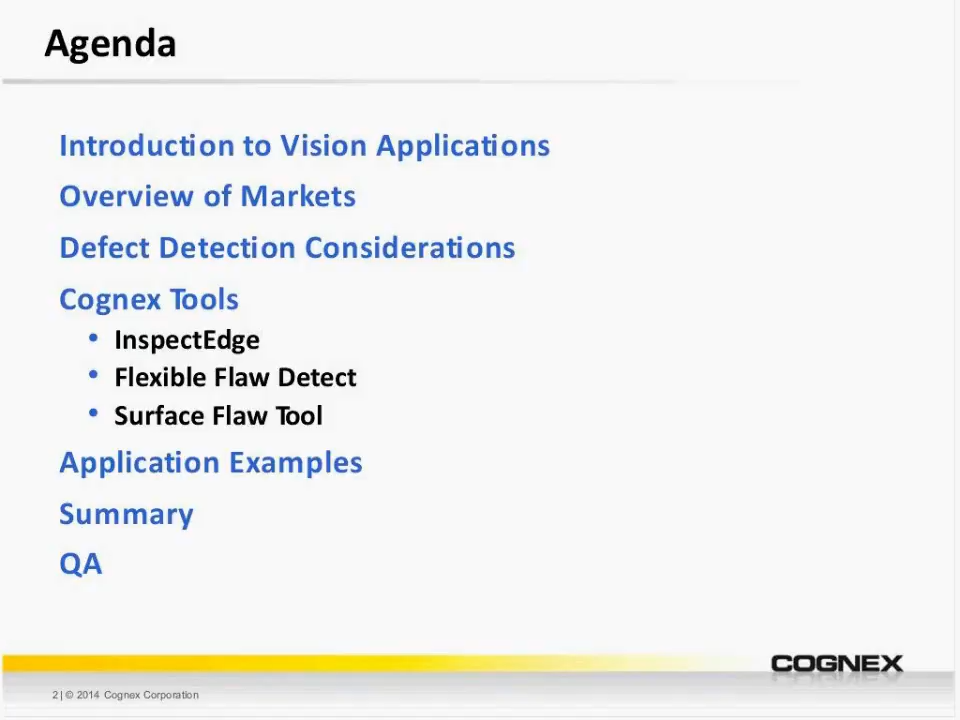 Agenda
Introduction to Vision Applications
Overview of Markets
Defect Detection Considerations
Cognex Tools
• InspectEdge
• Flexible Flaw Detect
• Surface Flaw Tool
Application Examples
Summary
QA
COGNEX
2 | © 2014 Cognex Corporation